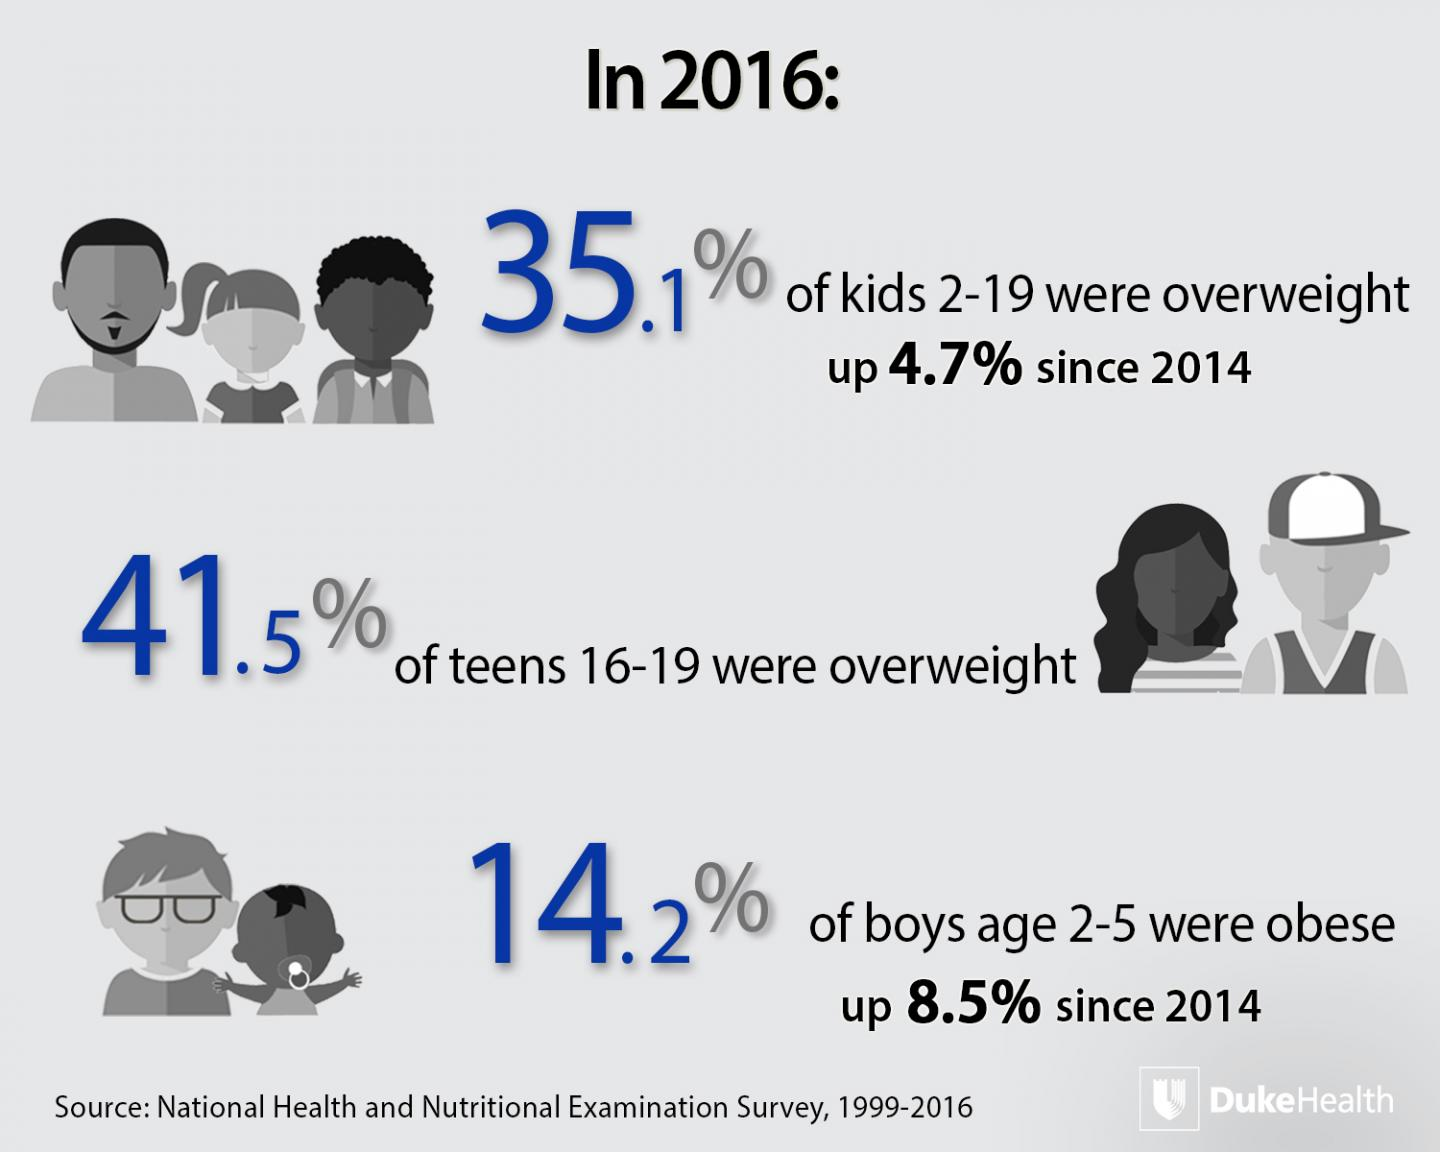 In 2016:
35.1% of kids 2-19 were overweight
up 4.7% since 2014
41.5% of teens 16-19 were overweight
14.2% of boys age 2-5 were obese
up 8.5% since 2014
Source: National Health and Nutritional Examination Survey, 1999-2016
DukeHealth